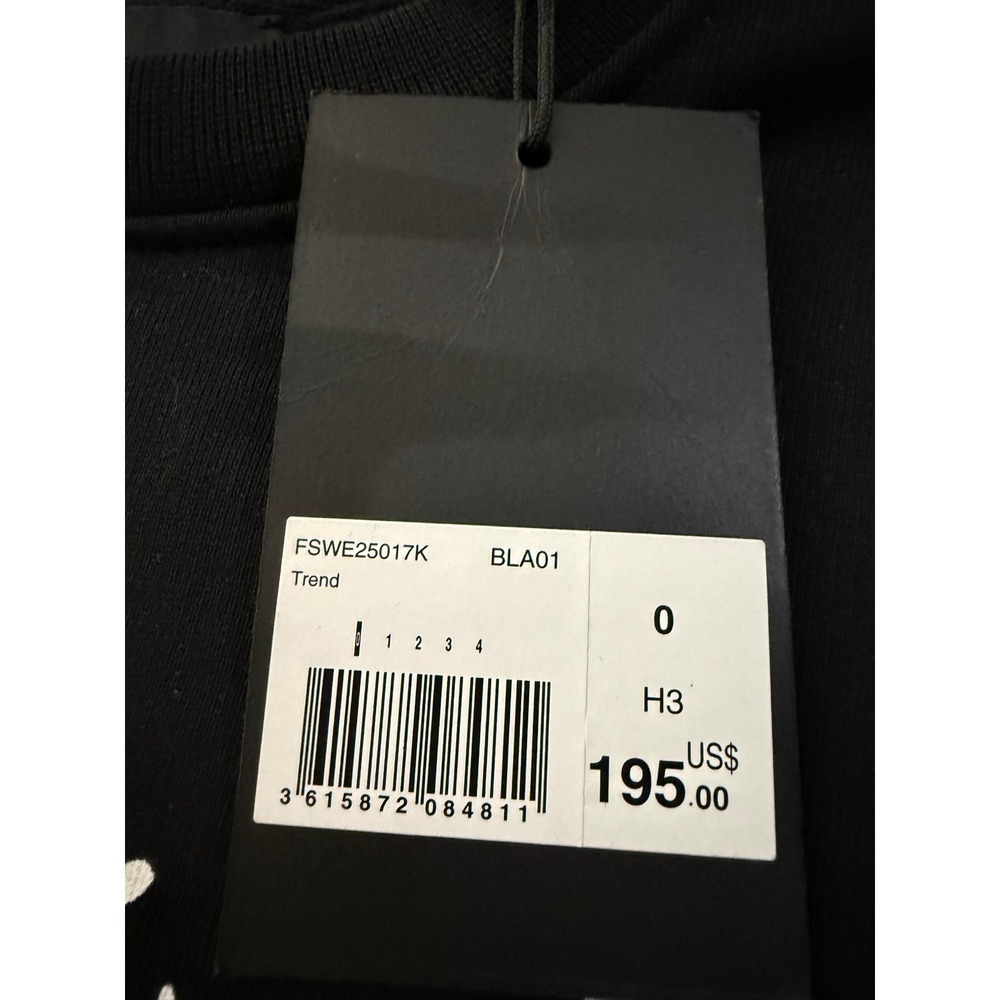 FSWE25017K BLA01
Trend
0 1 2 3 4
3 615872 084811
0
H3
US$
195.00